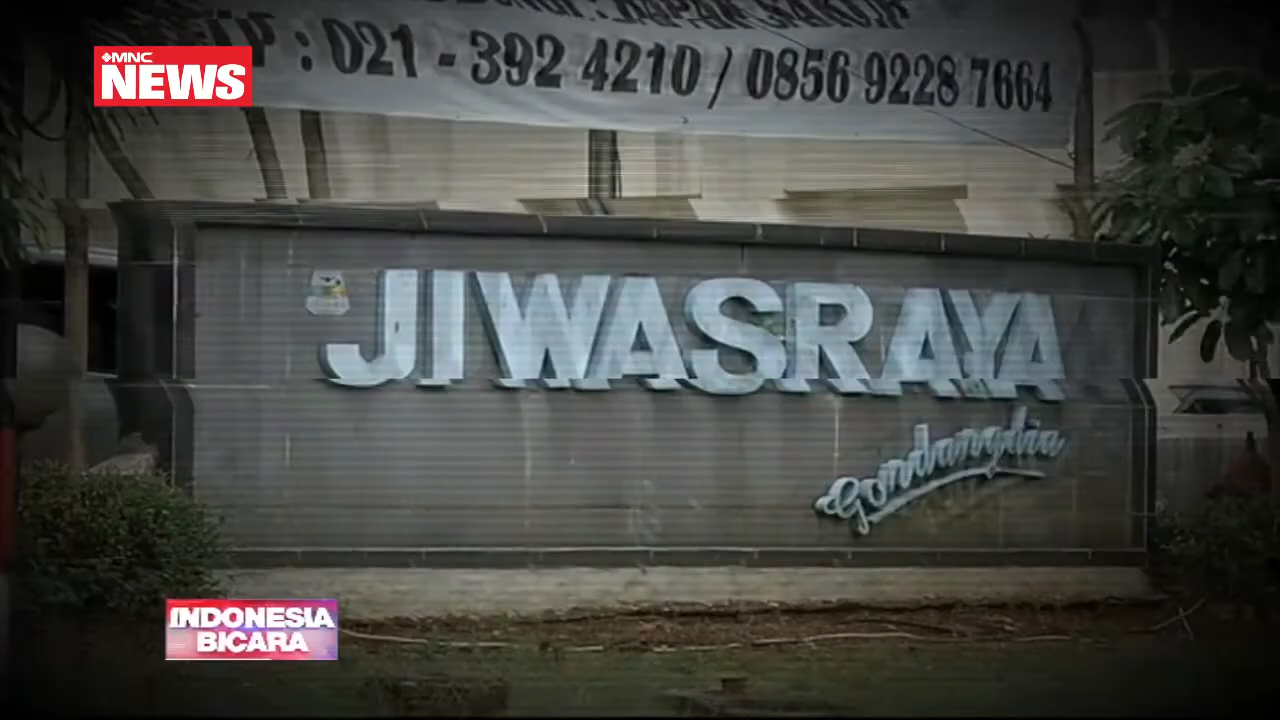 MNC
NEWS
: 021 - 392 4210 / 0856 9228 7664
JIWASRAYA
Gondangdia
INDONESIA
BICARA